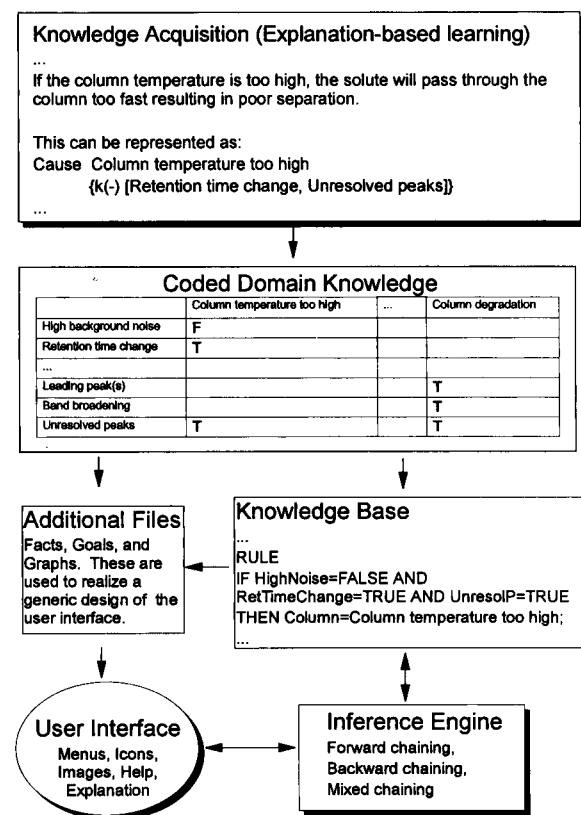 Knowledge Acquisition (Explanation-based learning)
...
If the column temperature is too high, the solute will pass through the
column too fast resulting in poor separation.
This can be represented as:
Cause Column temperature too high
{k(-) [Retention time change, Unresolved peaks]}
...
Coded Domain Knowledge
Column temperature too high ... Column degradation
High background noise F
Retention time change T
...
Leading peak(s) T
Band broadening T
Unresolved peaks T T
Additional Files
Facts, Goals, and
Graphs. These are
used to realize a
generic design of the
user interface.
Knowledge Base
...
RULE
IF HighNoise=FALSE AND
RetTimeChange=TRUE AND UnresolP=TRUE
THEN Column=Column temperature too high;
...
User Interface
Menus, Icons,
Images, Help,
Explanation
Inference Engine
Forward chaining,
Backward chaining,
Mixed chaining